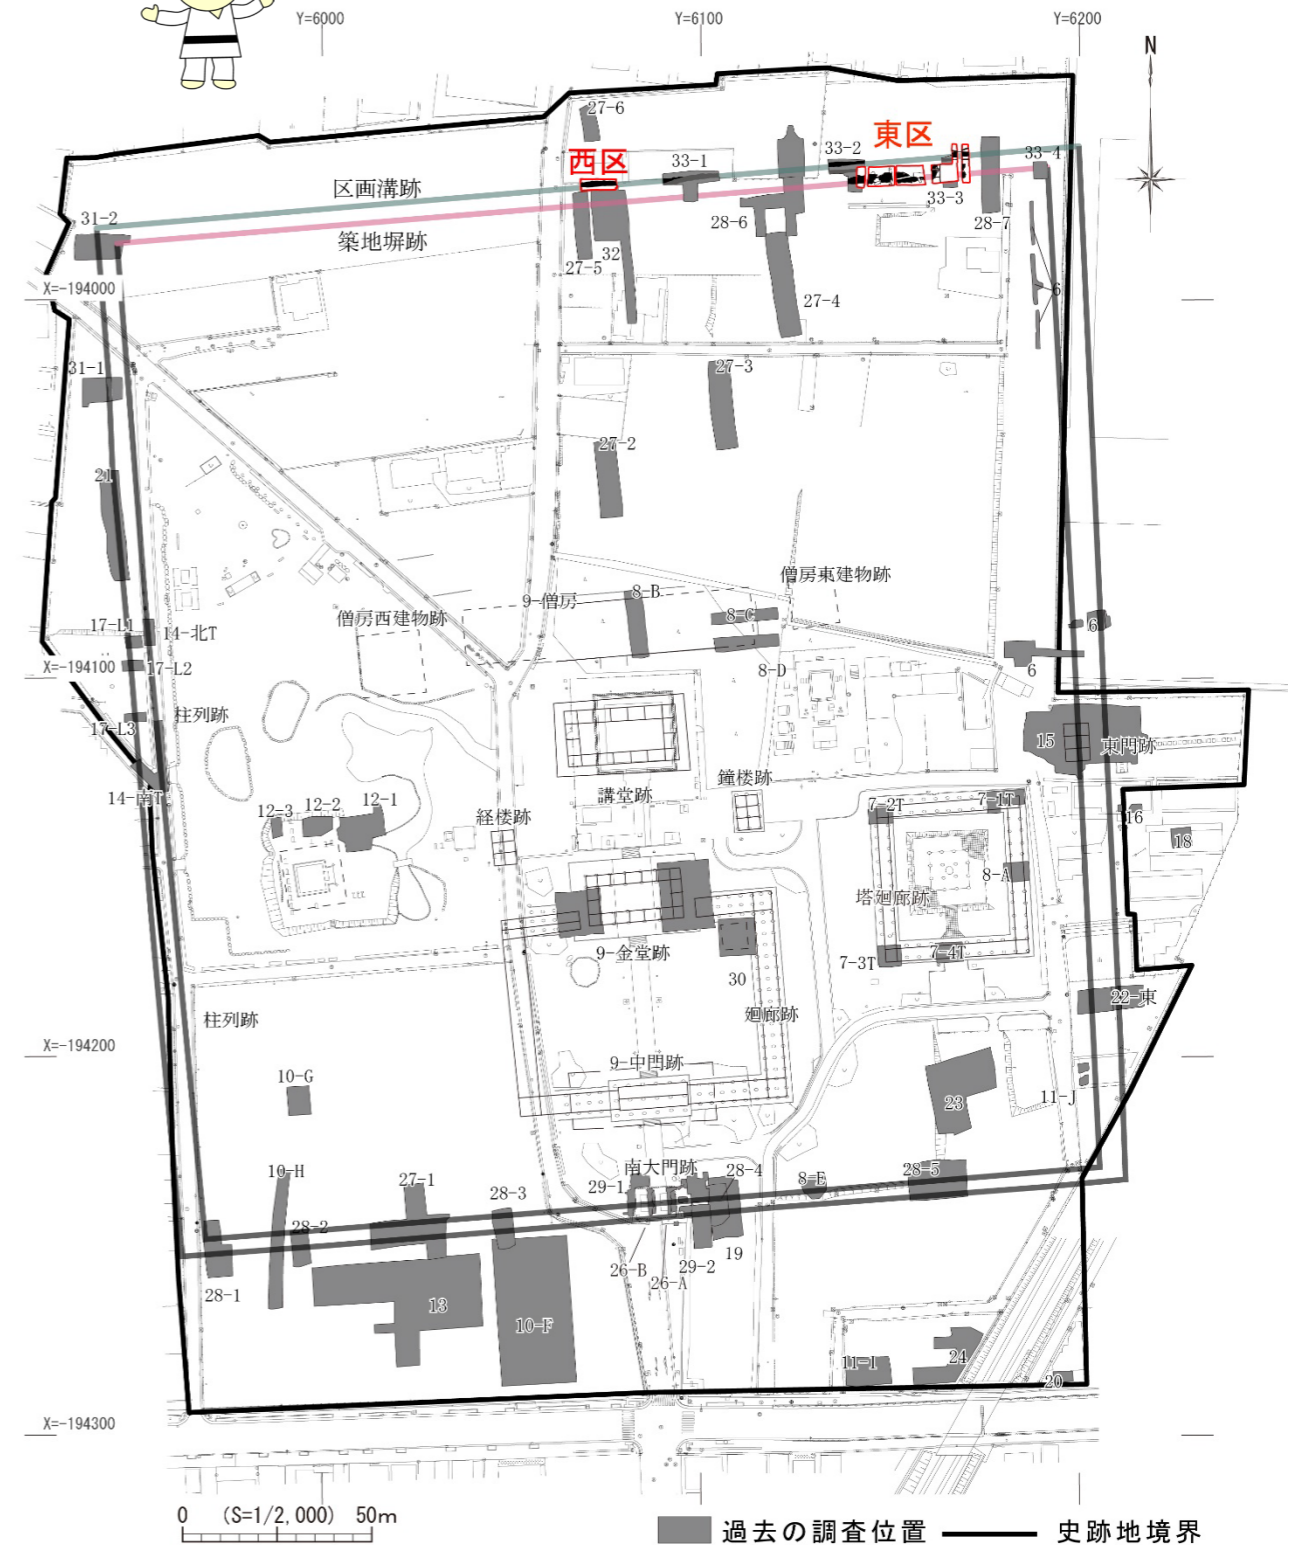 Y=6000
Y=6100
Y=6200
N
27-6
西区
33-1
33-2
東区
33-4
33-3
区画溝跡
31-2
築地塀跡
28-6
28-7
27-5
32
27-4
6
X=-194000
31-1
27-3
27-2
21
僧房東建物跡
9-僧房
8-B
8-C
僧房西建物跡
17-L1
14-北T
6
6
X=-194100
17-L2
8-D
柱列跡
17-L3
15
東門跡
14-南T
講堂跡
鐘楼跡
12-3
12-2
12-1
経楼跡
7-2T
7-1T
16
18
8-A
塔廻廊跡
9-金堂跡
7-3T
7-4T
30
22-東
柱列跡
廻廊跡
X=-194200
9-中門跡
10-G
11-J
23
10-H
27-1
28-3
南大門跡
29-1
28-4
8-E
28-5
28-2
19
26-B
26-A
29-2
28-1
13
10-F
11-I
24
20
X=-194300
0 (S=1/2,000) 50m
過去の調査位置
史跡地境界